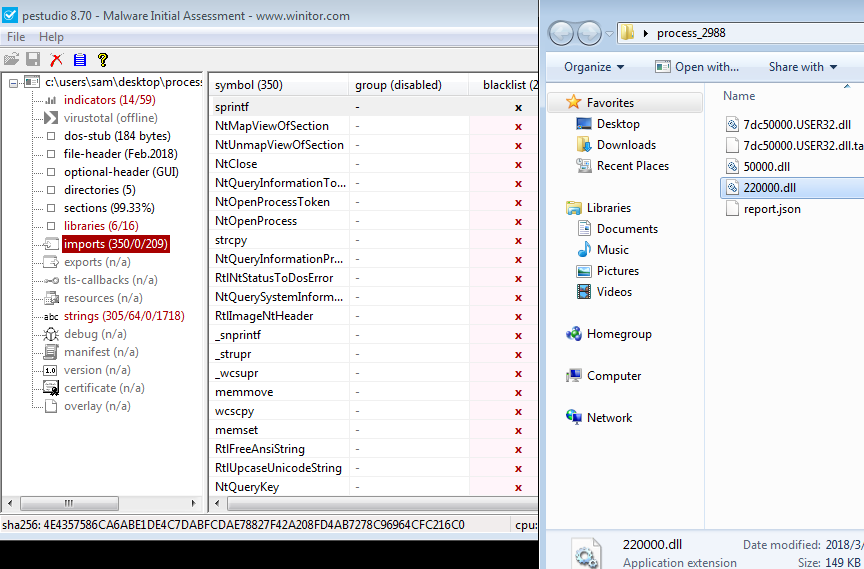 pestudio 8.70 - Malware Initial Assessment - www.winitor.com
File Help
c:\users\sam\desktop\proces
indicators (14/59)
virustotal (offline)
dos-stub (184 bytes)
file-header (Feb.2018)
optional-header (GUI)
directories (5)
sections (99.33%)
libraries (6/16)
imports (350/0/209)
exports (n/a)
tls-callbacks (n/a)
resources (n/a)
abc strings (305/64/0/1718)
debug (n/a)
manifest (n/a)
1.0 version (n/a)
certificate (n/a)
overlay (n/a)
symbol (350) group (disabled) blacklist (2
sprintf - x
NtMapViewOfSection - x
NtUnmapViewOfSection - x
NtClose - x
NtQueryInformationTo... - x
NtOpenProcessToken - x
NtOpenProcess - x
strcpy - x
NtQueryInformationPr... - x
RtlNtStatusToDosError - x
NtQuerySystemInform... - x
RtlImageNtHeader - x
_snprintf - x
_strupr - x
_wcsupr - x
memmove - x
wcscpy - x
memset - x
RtlFreeAnsiString - x
RtlUpcaseUnicodeString - x
NtQueryKey - x
sha256: 4E4357586CA6ABE1DE4C7DABFCDAE78827F42A208FD4AB7278C96964CFC216C0 cpu:
process_2988
Organize Open with... Share with
Favorites
Desktop
Downloads
Recent Places
Libraries
Documents
Music
Pictures
Videos
Homegroup
Computer
Network
Name
7dc50000.USER32.dll
7dc50000.USER32.dll.ta
50000.dll
220000.dll
report.json
220000.dll Date modified: 2018/3/
Application extension Size: 149 KB